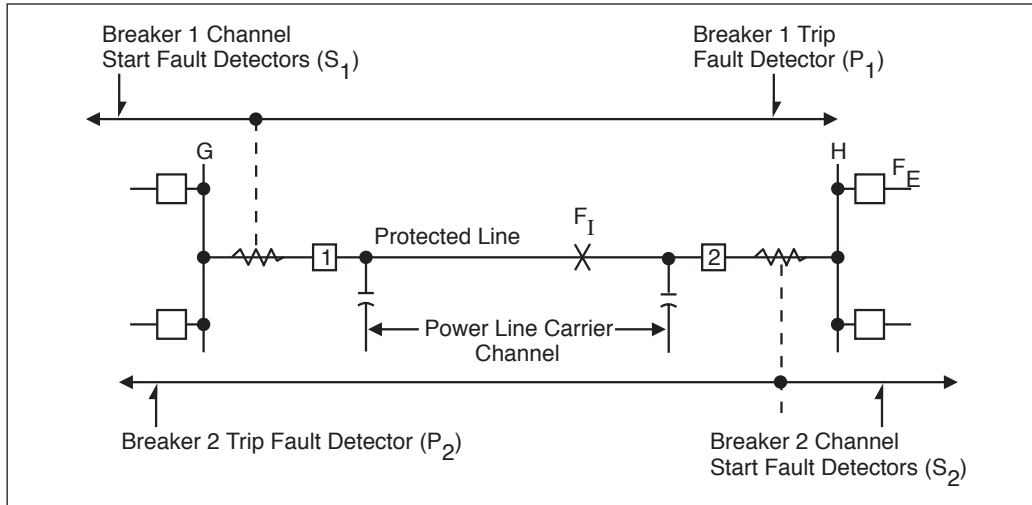 Breaker 1 Channel
Start Fault Detectors (S1)
Breaker 1 Trip
Fault Detector (P1)
G
H
FE
FI
1
Protected Line
2
Power Line Carrier
Channel
Breaker 2 Trip Fault Detector (P2)
Breaker 2 Channel
Start Fault Detectors (S2)